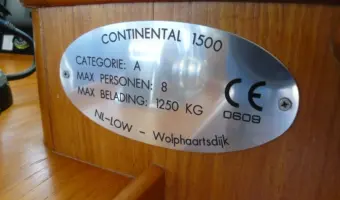 CONTINENTAL 1500
CATEGORIE: A
MAX PERSONEN: 8
MAX BELADING: 1250 KG
CE
0609
NL-LOW - Wolphaartsdijk